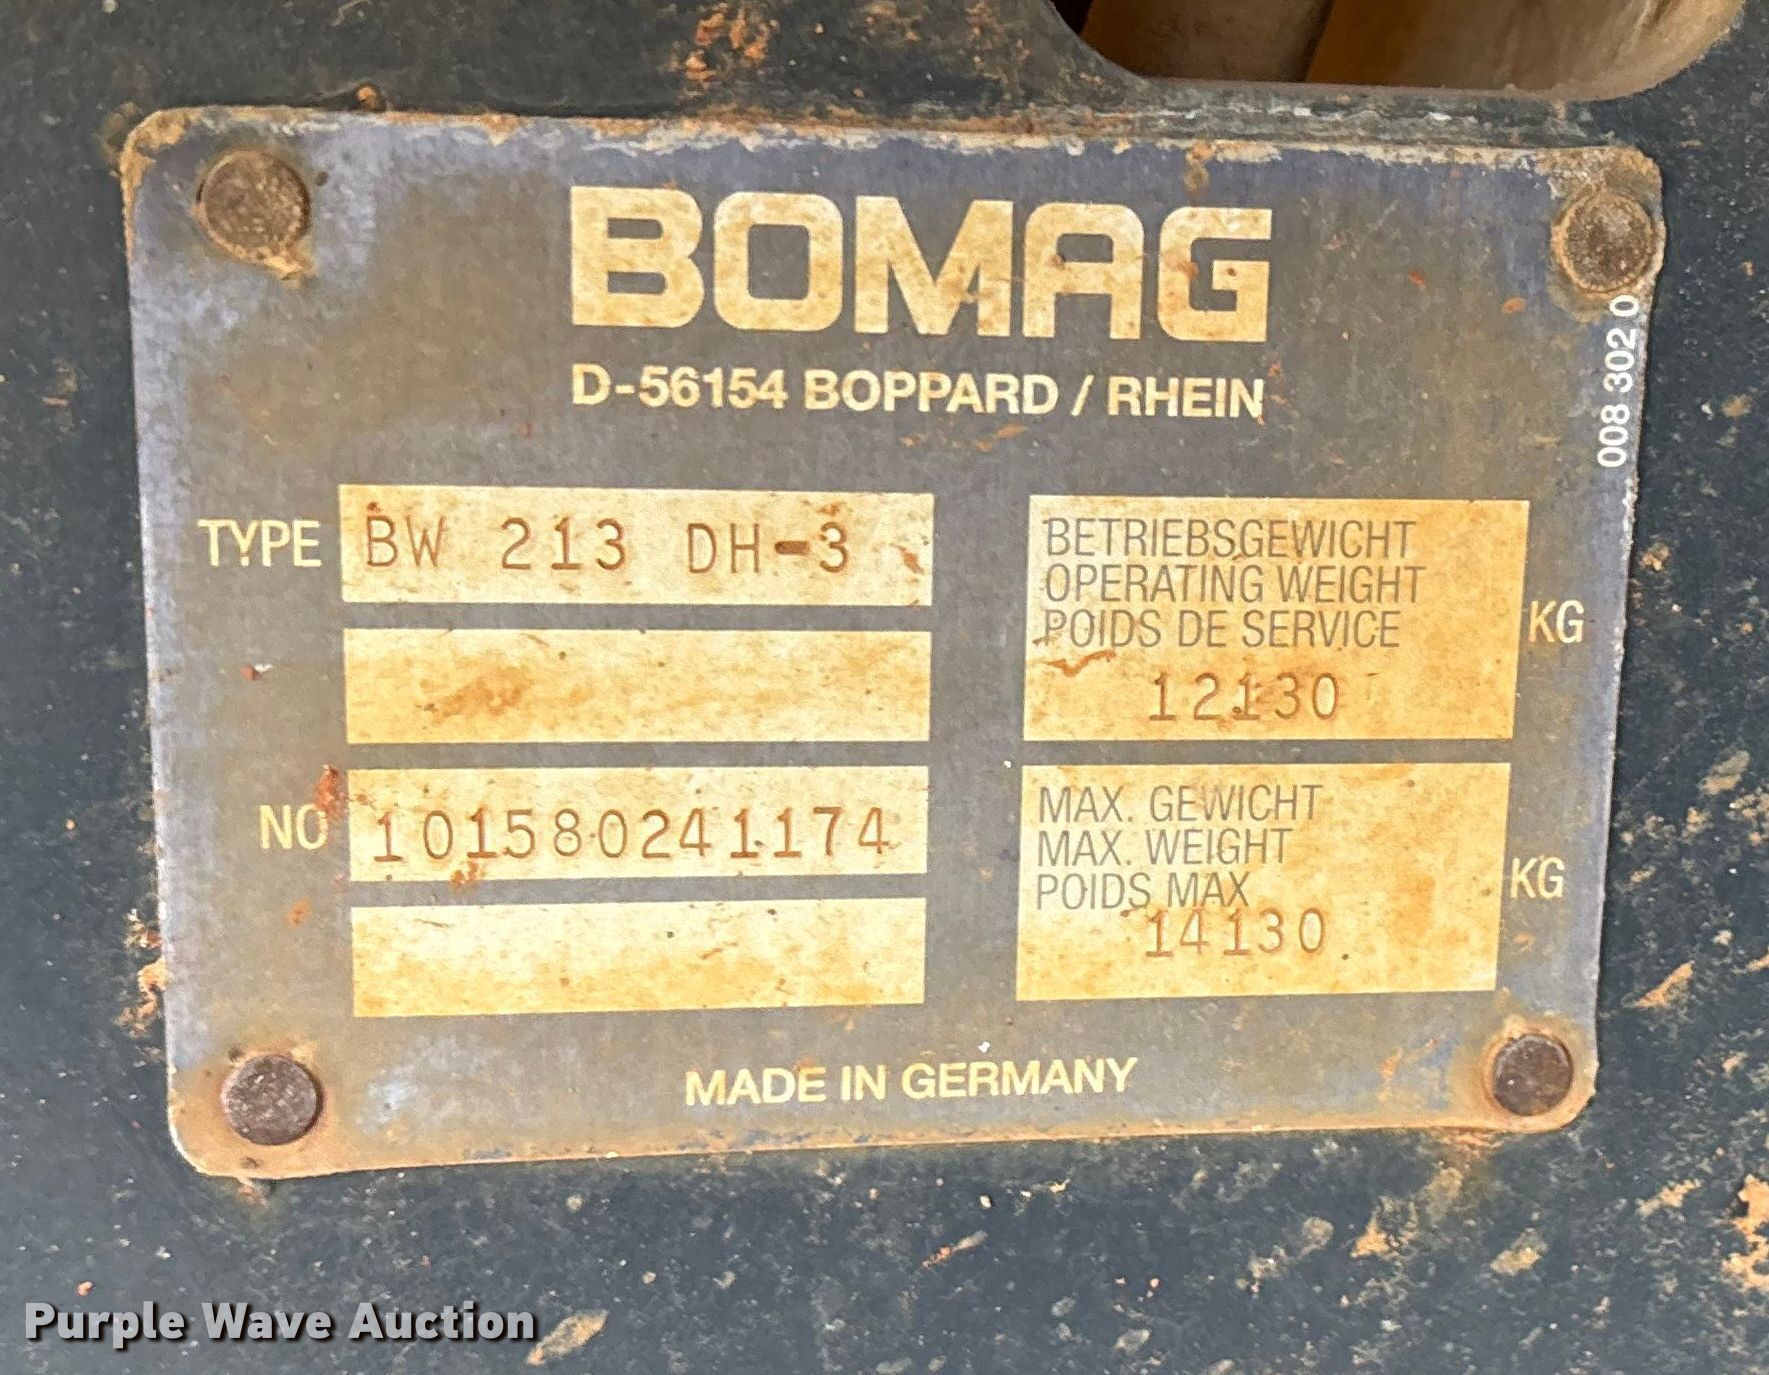 BOMAG
D-56154 BOPPARD / RHEIN
008 302 0
TYPE BW 213 DH-3
NO 101580241174
BETRIEBSGEWICHT
OPERATING WEIGHT
POIDS DE SERVICE
12130
KG
MAX. GEWICHT
MAX. WEIGHT
POIDS MAX
14130
KG
MADE IN GERMANY
Purple Wave Auction